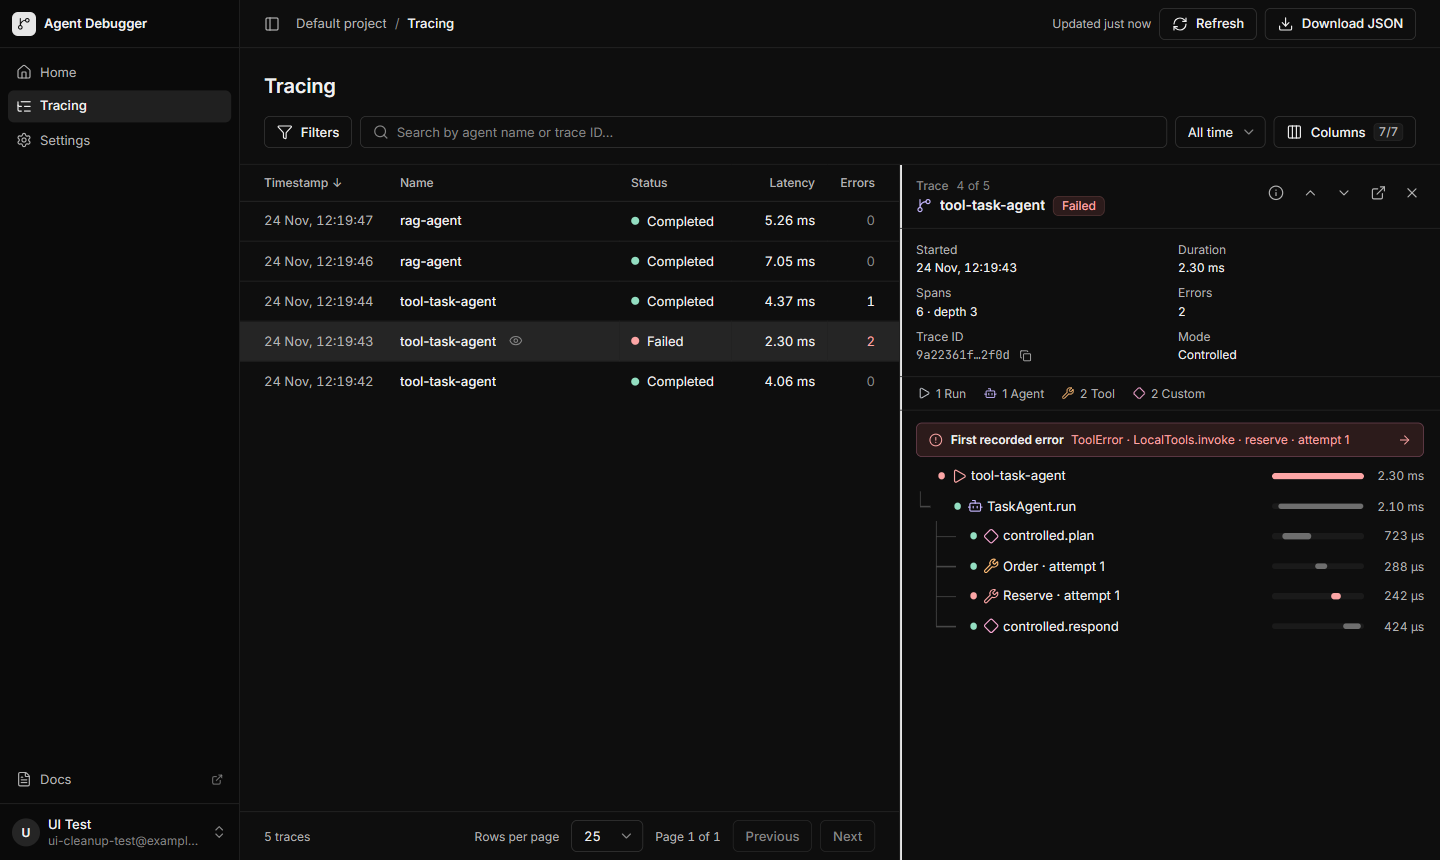 Agent Debugger
Default project / Tracing
Updated just now
Refresh
Download JSON
Home
Tracing
Settings
Docs
U
UI Test
ui-cleanup-test@exampl...
Tracing
Filters
Search by agent name or trace ID...
All time
Columns 7/7
Timestamp Name Status Latency Errors
24 Nov, 12:19:47 rag-agent Completed 5.26 ms 0
24 Nov, 12:19:46 rag-agent Completed 7.05 ms 0
24 Nov, 12:19:44 tool-task-agent Completed 4.37 ms 1
24 Nov, 12:19:43 tool-task-agent Failed 2.30 ms 2
24 Nov, 12:19:42 tool-task-agent Completed 4.06 ms 0
5 traces
Rows per page 25
Page 1 of 1
Previous
Next
Trace 4 of 5
tool-task-agent Failed
Started
24 Nov, 12:19:43
Duration
2.30 ms
Spans
6 · depth 3
Errors
2
Trace ID
9a22361f…2f0d
Mode
Controlled
1 Run 1 Agent 2 Tool 2 Custom
First recorded error ToolError · LocalTools.invoke · reserve · attempt 1
tool-task-agent 2.30 ms
TaskAgent.run 2.10 ms
controlled.plan 723 µs
Order · attempt 1 288 µs
Reserve · attempt 1 242 µs
controlled.respond 424 µs